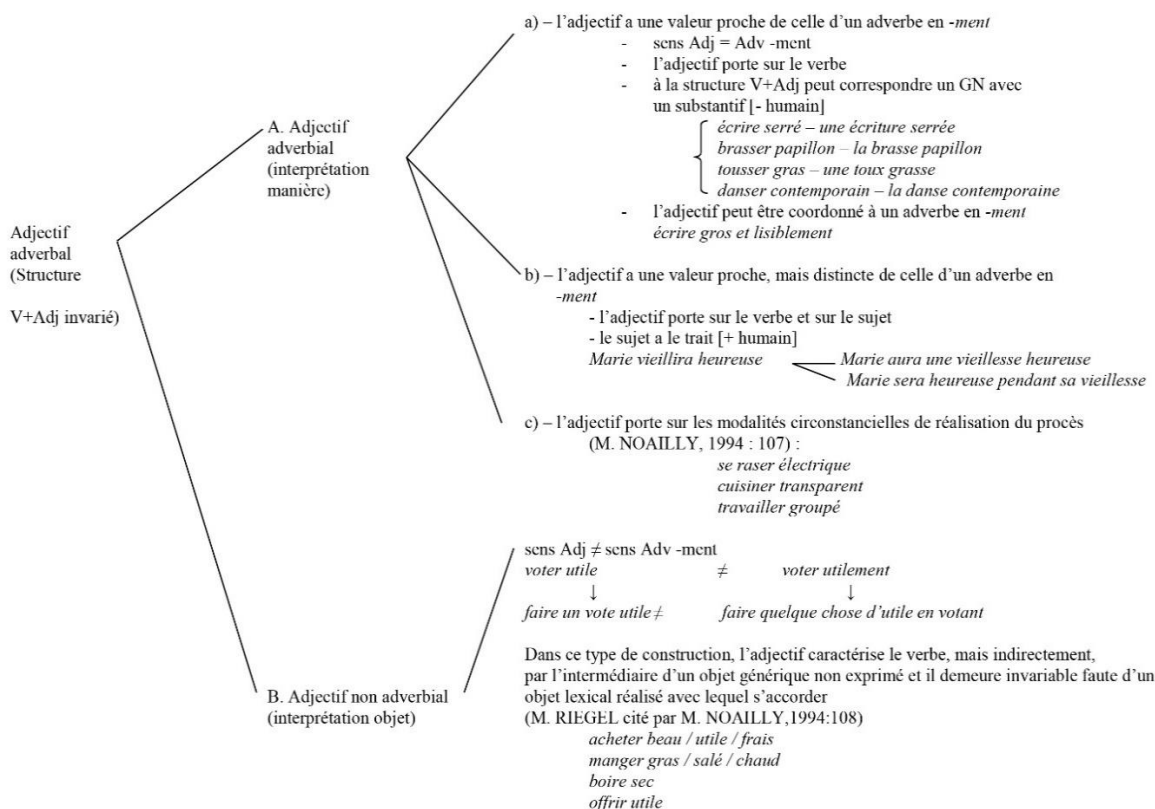 a) – l’adjectif a une valeur proche de celle d’un adverbe en -ment
- sens Adj = Adv -ment
- l’adjectif porte sur le verbe
- à la structure V+Adj peut correspondre un GN avec
un substantif [- humain]
écrire serré – une écriture serrée
brasser papillon – la brasse papillon
tousser gras – une toux grasse
danser contemporain – la danse contemporaine
- l’adjectif peut être coordonné à un adverbe en -ment
écrire gros et lisiblement
A. Adjectif
adverbial
(interprétation
manière)
Adjectif
adverbal
(Structure
V+Adj invarié)
b) – l’adjectif a une valeur proche, mais distincte de celle d’un adverbe en
-ment
- l’adjectif porte sur le verbe et sur le sujet
- le sujet a le trait [+ humain]
Marie vieillira heureuse
Marie aura une vieillesse heureuse
Marie sera heureuse pendant sa vieillesse
c) – l’adjectif porte sur les modalités circonstancielles de réalisation du procès
(M. NOAILLY, 1994 : 107) :
se raser électrique
cuisiner transparent
travailler groupé
B. Adjectif non adverbial
(interprétation objet)
sens Adj ≠ sens Adv -ment
voter utile ≠ voter utilement
↓ ↓
faire un vote utile ≠ faire quelque chose d’utile en votant
Dans ce type de construction, l’adjectif caractérise le verbe, mais indirectement,
par l’intermédiaire d’un objet générique non exprimé et il demeure invariable faute d’un
objet lexical réalisé avec lequel s’accorder
(M. RIEGEL cité par M. NOAILLY,1994:108)
acheter beau / utile / frais
manger gras / salé / chaud
boire sec
offrir utile